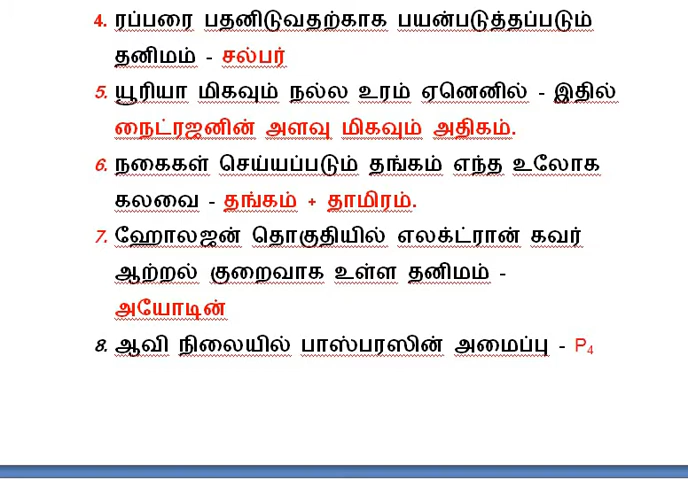 4. ரப்பரை பதனிடுவதற்காக பயன்படுத்தப்படும்
தனிமம் - சல்பர்
5. யூரியா மிகவும் நல்ல உரம் ஏனெனில் - இதில்
நைட்ரஜனின் அளவு மிகவும் அதிகம்.
6. நகைகள் செய்யப்படும் தங்கம் எந்த உலோக
கலவை - தங்கம் + தாமிரம்.
7. ஹோலஜன் தொகுதியில் எலக்ட்ரான் கவர்
ஆற்றல் குறைவாக உள்ள தனிமம் -
அயோடின்
8. ஆவி நிலையில் பாஸ்பரஸின் அமைப்பு - P₄